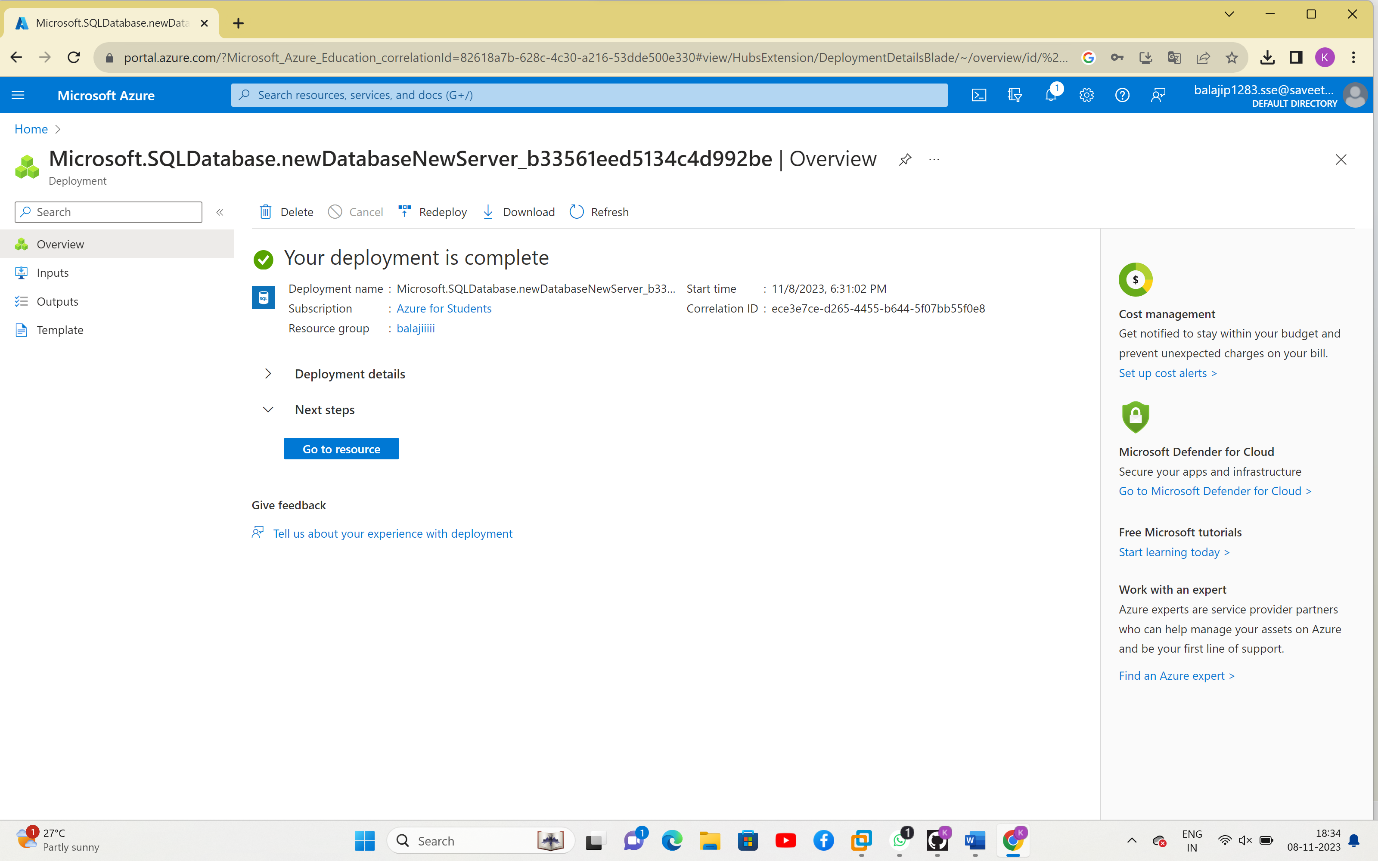 Microsoft.SQLDatabase.newData
portal.azure.com/?Microsoft_Azure_Education_correlationId=82618a7b-628c-4c30-a216-53dde500e330#view/HubsExtension/DeploymentDetailsBlade/~/overview/id/%2...
K
Microsoft Azure
Search resources, services, and docs (G+/)
1
balajip1283.sse@saveet...
DEFAULT DIRECTORY
Home
Microsoft.SQLDatabase.newDatabaseNewServer_b33561eed5134c4d992be | Overview
Deployment
Search
Delete
Cancel
Redeploy
Download
Refresh
Overview
Inputs
Outputs
Template
Your deployment is complete
Deployment name : Microsoft.SQLDatabase.newDatabaseNewServer_b33...
Subscription : Azure for Students
Resource group : balajiiiii
Start time : 11/8/2023, 6:31:02 PM
Correlation ID : ece3e7ce-d265-4455-b644-5f07bb55f0e8
Deployment details
Next steps
Go to resource
Give feedback
Tell us about your experience with deployment
$
Cost management
Get notified to stay within your budget and
prevent unexpected charges on your bill.
Set up cost alerts >
Microsoft Defender for Cloud
Secure your apps and infrastructure
Go to Microsoft Defender for Cloud >
Free Microsoft tutorials
Start learning today >
Work with an expert
Azure experts are service provider partners
who can help manage your assets on Azure
and be your first line of support.
Find an Azure expert >
1
27°C
Partly sunny
Search
1
1
K
W
K
ENG
IN
18:34
08-11-2023